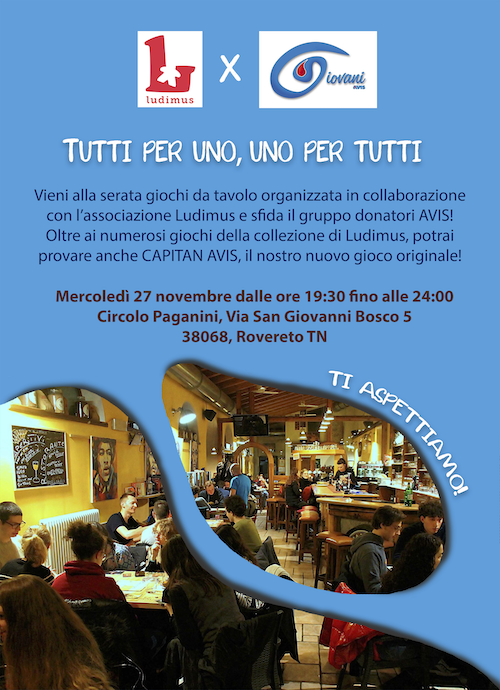 ludimus
X
Giovani
AVIS
TUTTI PER UNO, UNO PER TUTTI
Vieni alla serata giochi da tavolo organizzata in collaborazione
con l'associazione Ludimus e sfida il gruppo donatori AVIS!
Oltre ai numerosi giochi della collezione di Ludimus, potrai
provare anche CAPITAN AVIS, il nostro nuovo gioco originale!
Mercoledì 27 novembre dalle ore 19:30 fino alle 24:00
Circolo Paganini, Via San Giovanni Bosco 5
38068, Rovereto TN
TI ASPETTIAMO!